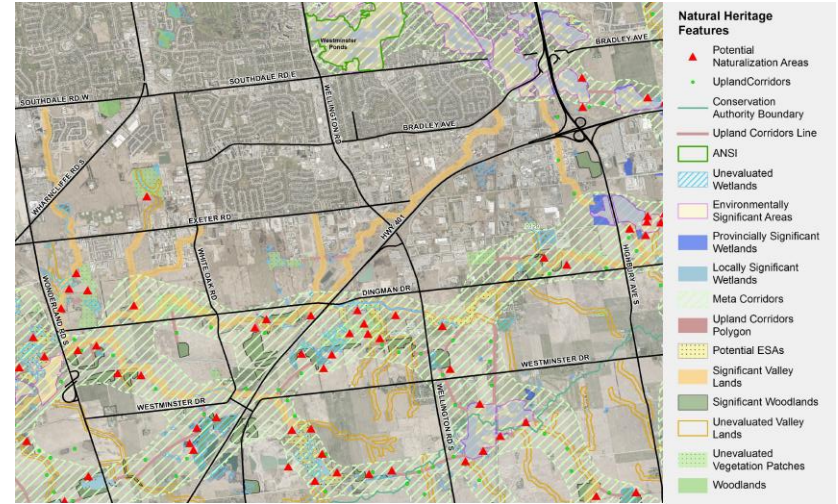 Westminster
Ponds
BRADLEY AVE
SOUTHDALE RD E
SOUTHDALE RD W
WELLINGTON RD
BRADLEY AVE
WHARNCLIFFE RD S
EXETER RD
HWY 401
WHITE OAK RD
WONDERLAND RD S
HIGHBURY AVE S
DINGMAN DR
WESTMINSTER DR
WESTMINSTER DR
WELLINGTON RD S
Natural Heritage
Features
Potential
Naturalization Areas
UplandCorridors
Conservation
Authority Boundary
Upland Corridors Line
ANSI
Unevaluated
Wetlands
Environmentally
Significant Areas
Provincially Significant
Wetlands
Locally Significant
Wetlands
Meta Corridors
Upland Corridors
Polygon
Potential ESAs
Significant Valley
Lands
Significant Woodlands
Unevaluated Valley
Lands
Unevaluated
Vegetation Patches
Woodlands